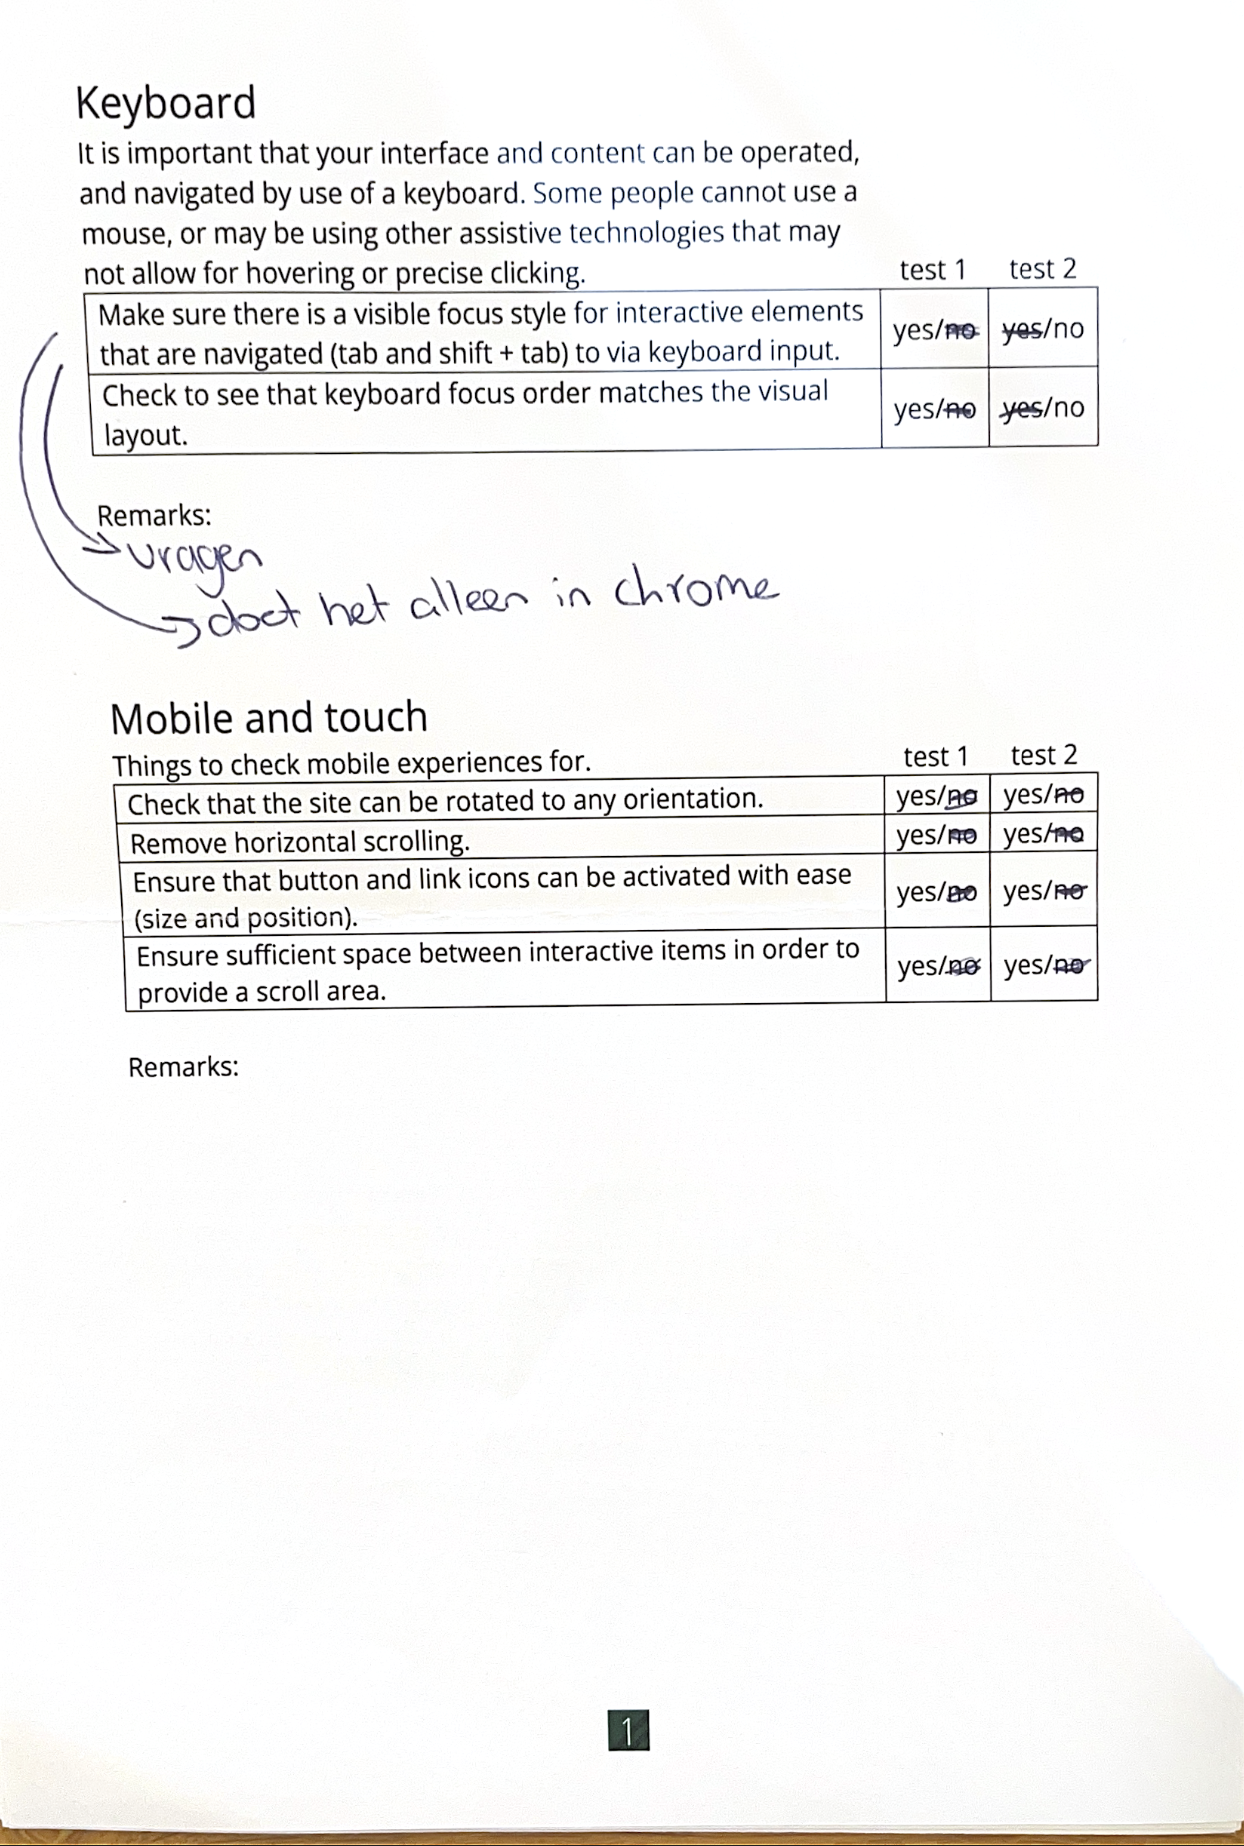 Keyboard
It is important that your interface and content can be operated,
and navigated by use of a keyboard. Some people cannot use a
mouse, or may be using other assistive technologies that may
not allow for hovering or precise clicking.
test 1 test 2
Make sure there is a visible focus style for interactive elements
that are navigated (tab and shift + tab) to via keyboard input.
yes/no yes/no
Check to see that keyboard focus order matches the visual
layout.
yes/no yes/no
Remarks:
vragen
doet het alleen in chrome
Mobile and touch
Things to check mobile experiences for.
test 1 test 2
Check that the site can be rotated to any orientation. yes/no yes/no
Remove horizontal scrolling. yes/no yes/no
Ensure that button and link icons can be activated with ease
(size and position).
yes/no yes/no
Ensure sufficient space between interactive items in order to
provide a scroll area.
yes/no yes/no
Remarks:
1